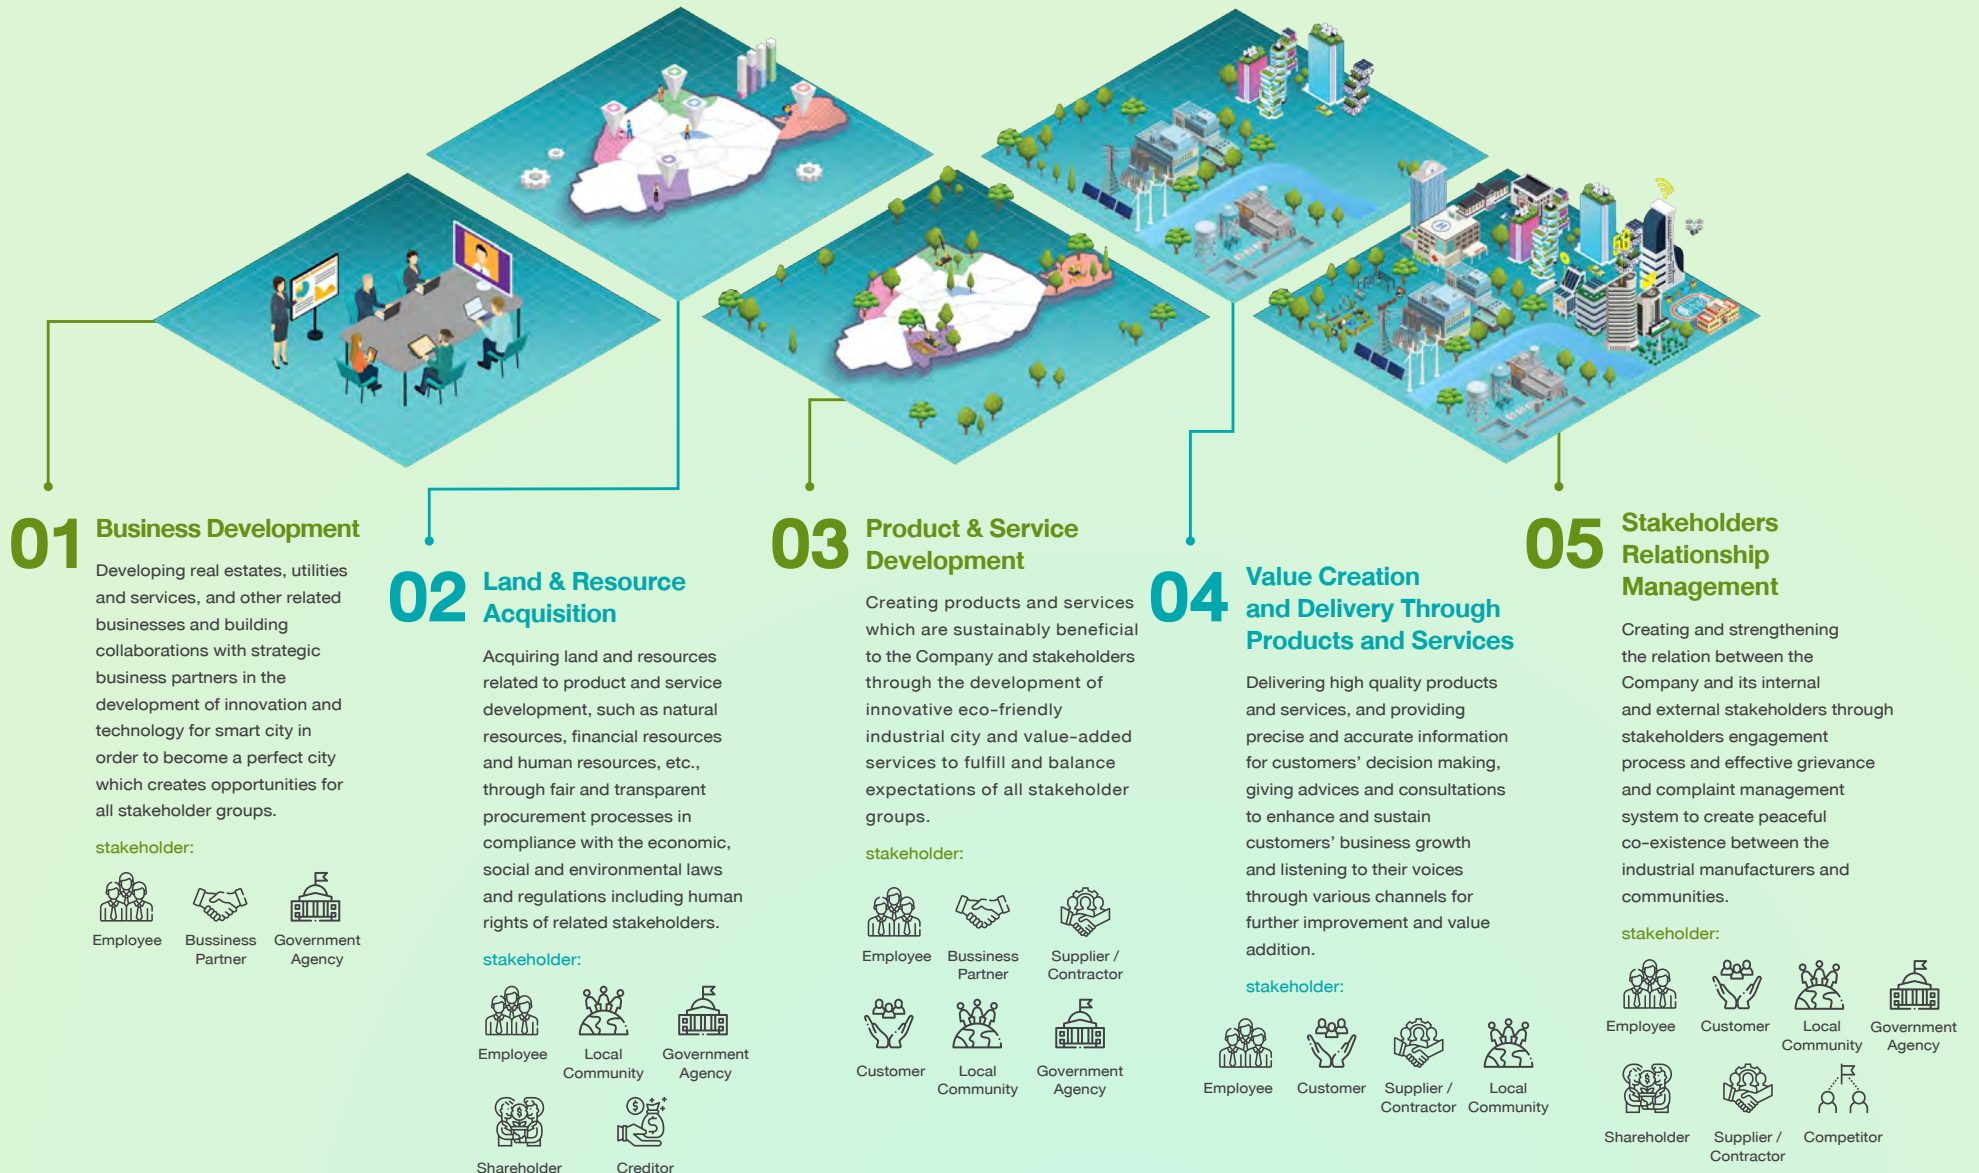 01
Business Development
Developing real estates, utilities
and services, and other related
businesses and building
collaborations with strategic
business partners in the
development of innovation and
technology for smart city in
order to become a perfect city
which creates opportunities for
all stakeholder groups.
stakeholder:
Employee
Bussiness
Partner
Government
Agency
02
Land & Resource
Acquisition
Acquiring land and resources
related to product and service
development, such as natural
resources, financial resources
and human resources, etc.,
through fair and transparent
procurement processes in
compliance with the economic,
social and environmental laws
and regulations including human
rights of related stakeholders.
stakeholder:
Employee
Local
Community
Government
Agency
Shareholder
Creditor
03
Product & Service
Development
Creating products and services
which are sustainably beneficial
to the Company and stakeholders
through the development of
innovative eco-friendly
industrial city and value-added
services to fulfill and balance
expectations of all stakeholder
groups.
stakeholder:
Employee
Bussiness
Partner
Supplier /
Contractor
Customer
Local
Community
Government
Agency
04
Value Creation
and Delivery Through
Products and Services
Delivering high quality products
and services, and providing
precise and accurate information
for customers' decision making,
giving advices and consultations
to enhance and sustain
customers' business growth
and listening to their voices
through various channels for
further improvement and value
addition.
stakeholder:
Employee
Customer
Supplier /
Contractor
Local
Community
05
Stakeholders
Relationship
Management
Creating and strengthening
the relation between the
Company and its internal
and external stakeholders through
stakeholders engagement
process and effective grievance
and complaint management
system to create peaceful
co-existence between the
industrial manufacturers and
communities.
stakeholder:
Employee
Customer
Local
Community
Government
Agency
Shareholder
Supplier /
Contractor
Competitor